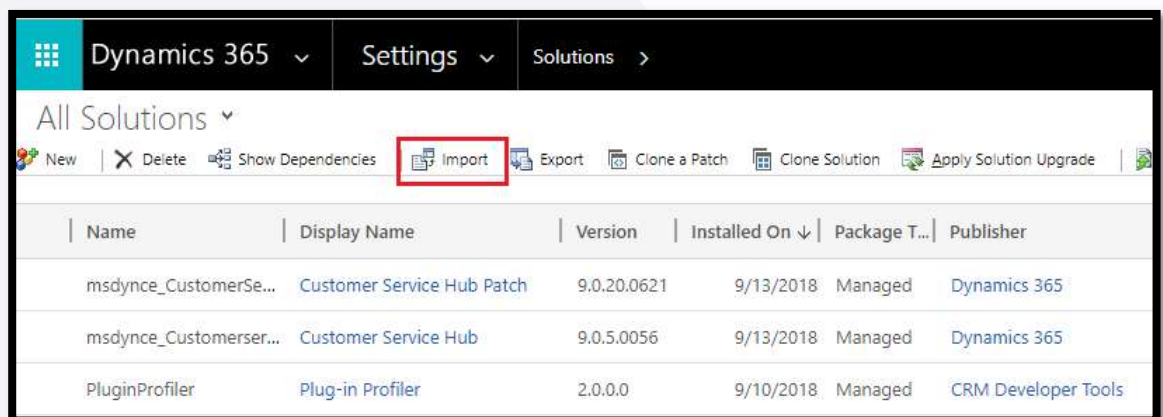 Dynamics 365 Settings Solutions
All Solutions
New Delete Show Dependencies Import Export Clone a Patch Clone Solution Apply Solution Upgrade
Name Display Name Version Installed On Package T... Publisher
msdynce_CustomerSe... Customer Service Hub Patch 9.0.20.0621 9/13/2018 Managed Dynamics 365
msdynce_Customerser... Customer Service Hub 9.0.5.0056 9/13/2018 Managed Dynamics 365
PluginProfiler Plug-in Profiler 2.0.0.0 9/10/2018 Managed CRM Developer Tools